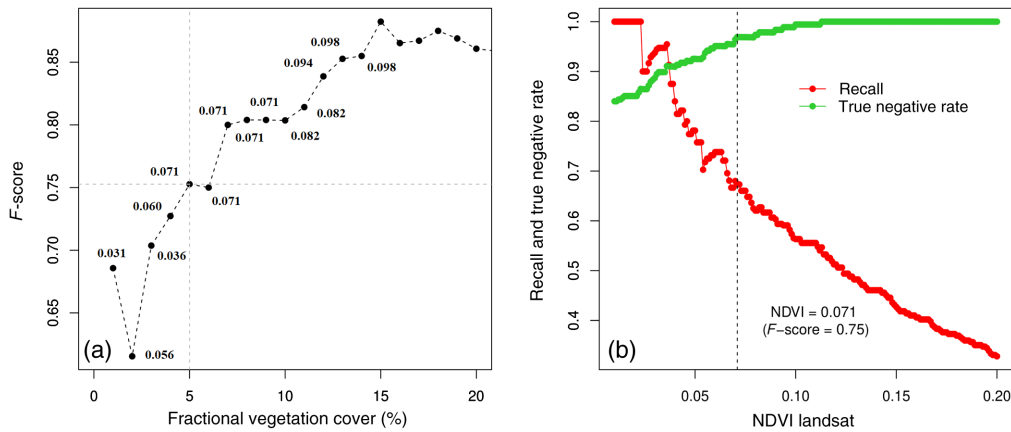 F-score
0.85
0.80
0.75
0.70
0.65
0.031
0.056
0.036
0.060
0.071
0.071
0.071
0.071
0.071
0.082
0.082
0.094
0.098
0.098
(a)
0 5 10 15 20
Fractional vegetation cover (%)
Recall and true negative rate
1.0
0.9
0.8
0.7
0.6
0.5
0.4
Recall
True negative rate
NDVI = 0.071
(F−score = 0.75)
(b)
0.05 0.10 0.15 0.20
NDVI landsat